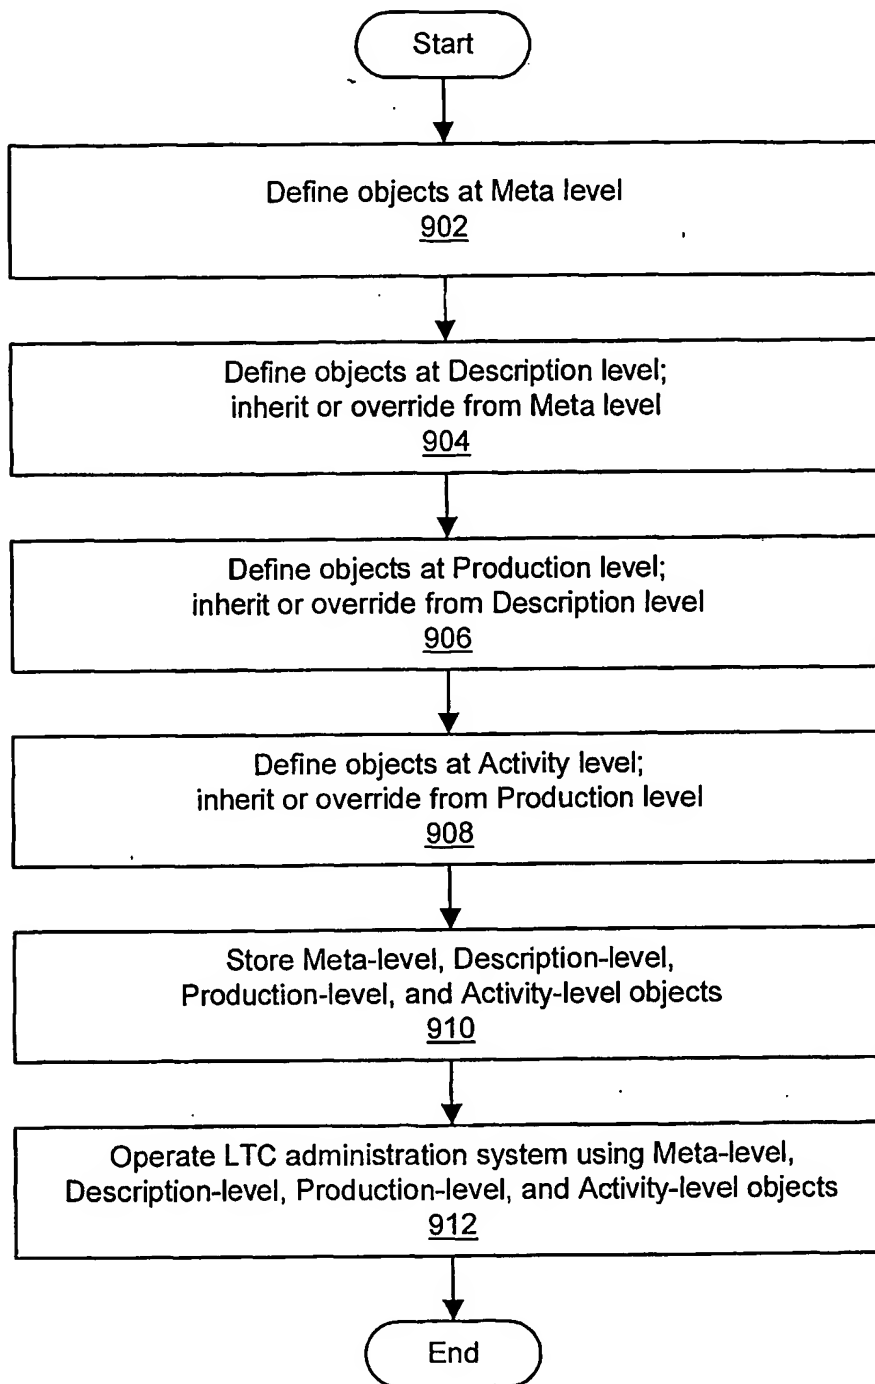 Start
Define objects at Meta level
902
Define objects at Description level;
inherit or override from Meta level
904
Define objects at Production level;
inherit or override from Description level
906
Define objects at Activity level;
inherit or override from Production level
908
Store Meta-level, Description-level,
Production-level, and Activity-level objects
910
Operate LTC administration system using Meta-level,
Description-level, Production-level, and Activity-level objects
912
End